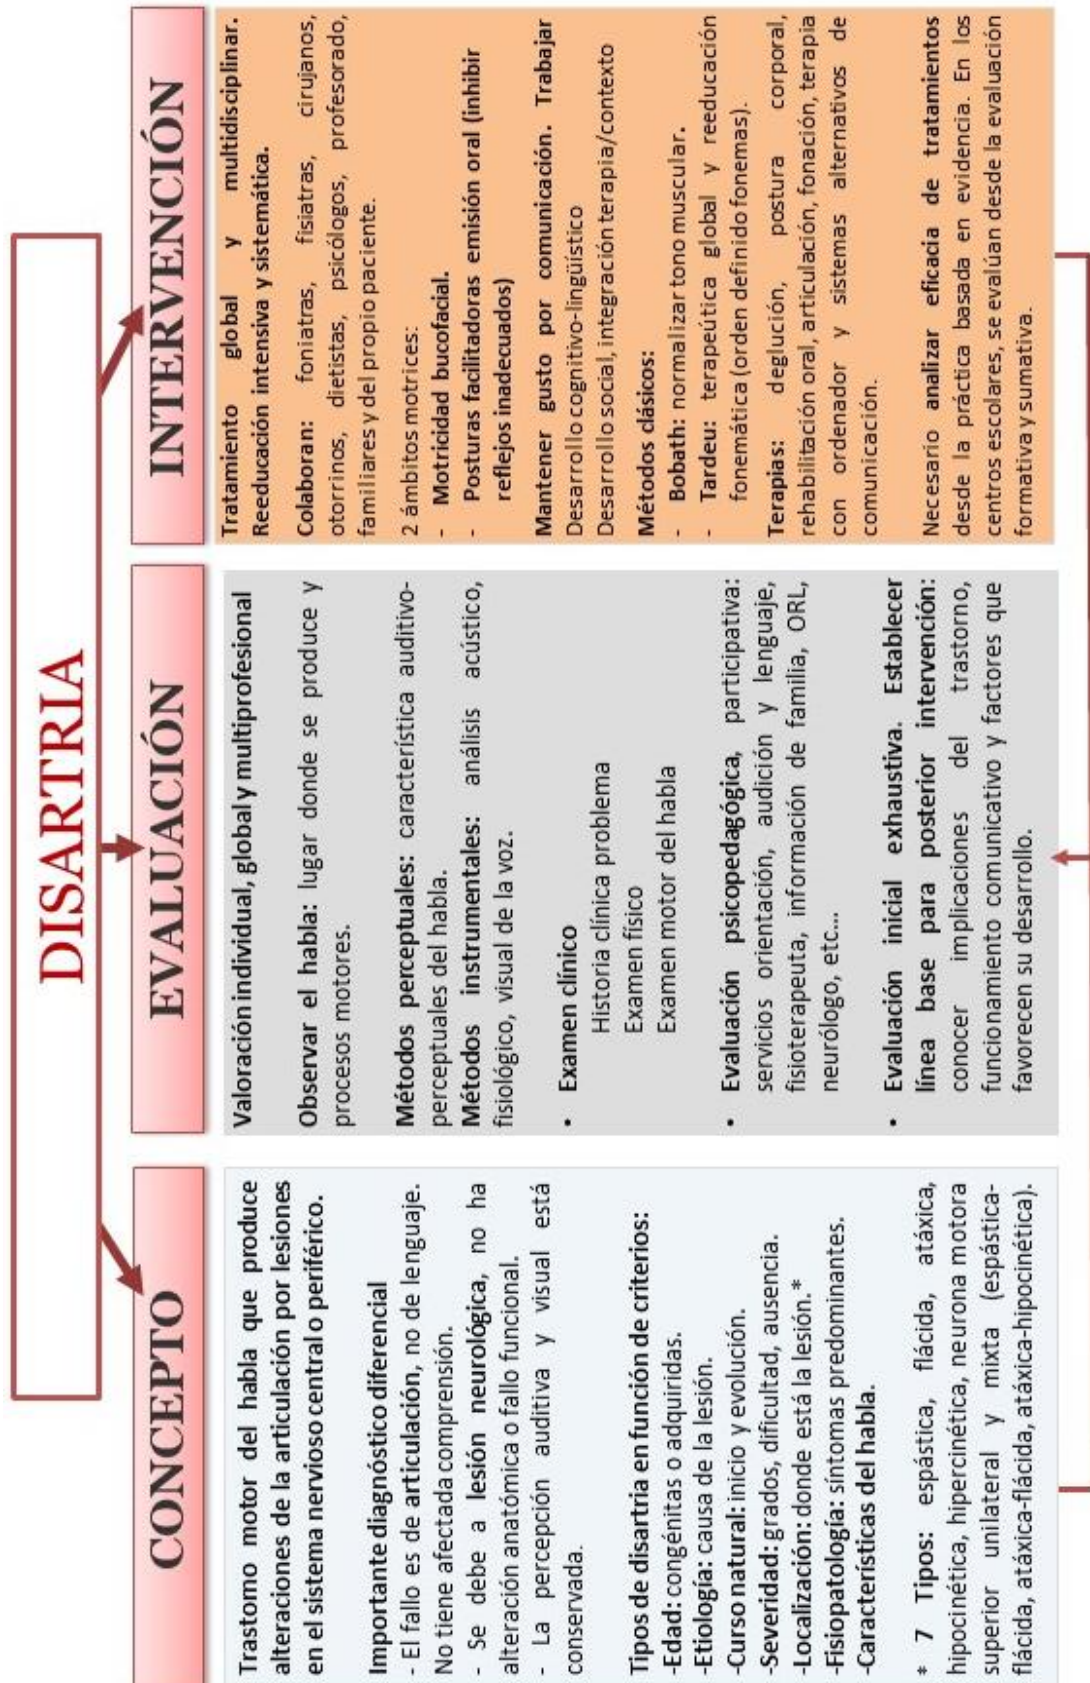 DISARTRIA
CONCEPTO
Trastorno motor del habla que produce
alteraciones de la articulación por lesiones
en el sistema nervioso central o periférico.
Importante diagnóstico diferencial
- El fallo es de articulación, no de lenguaje.
No tiene afectada comprensión.
- Se debe a lesión neurológica, no ha
alteración anatómica o fallo funcional.
- La percepción auditiva y visual está
conservada.
Tipos de disartria en función de criterios:
-Edad: congénitas o adquiridas.
-Etiología: causa de la lesión.
-Curso natural: inicio y evolución.
-Severidad: grados, dificultad, ausencia.
-Localización: donde está la lesión.*
-Fisiopatología: síntomas predominantes.
-Características del habla.
* 7 Tipos: espástica, flácida, atáxica,
hipocinética, hipercinética, neurona motora
superior unilateral y mixta (espástica-
flácida, atáxica-flácida, atáxica-hipocinética).
EVALUACIÓN
Valoración individual, global y multiprofesional
Observar el habla: lugar donde se produce y
procesos motores.
Métodos perceptuales: característica auditivo-
perceptuales del habla.
Métodos instrumentales: análisis acústico,
fisiológico, visual de la voz.
• Examen clínico
Historia clínica problema
Examen físico
Examen motor del habla
• Evaluación psicopedagógica, participativa:
servicios orientación, audición y lenguaje,
fisioterapeuta, información de familia, ORL,
neurólogo, etc...
• Evaluación inicial exhaustiva. Establecer
línea base para posterior intervención:
conocer implicaciones del trastorno,
funcionamiento comunicativo y factores que
favorecen su desarrollo.
INTERVENCIÓN
Tratamiento global y multidisciplinar.
Reeducación intensiva y sistemática.
Colaboran: foniatras, fisiatras, cirujanos,
otorrinos, dietistas, psicólogos, profesorado,
familiares y del propio paciente.
2 ámbitos motrices:
- Motricidad bucofacial.
- Posturas facilitadoras emisión oral (inhibir
reflejos inadecuados)
Mantener gusto por comunicación. Trabajar
Desarrollo cognitivo-lingüístico
Desarrollo social, integración terapia/contexto
Métodos clásicos:
- Bobath: normalizar tono muscular.
- Tardeu: terapeútica global y reeducación
fonemática (orden definido fonemas).
Terapias: deglución, postura corporal,
rehabilitación oral, articulación, fonación, terapia
con ordenador y sistemas alternativos de
comunicación.
Necesario analizar eficacia de tratamientos
desde la práctica basada en evidencia. En los
centros escolares, se evalúan desde la evaluación
formativa y sumativa.